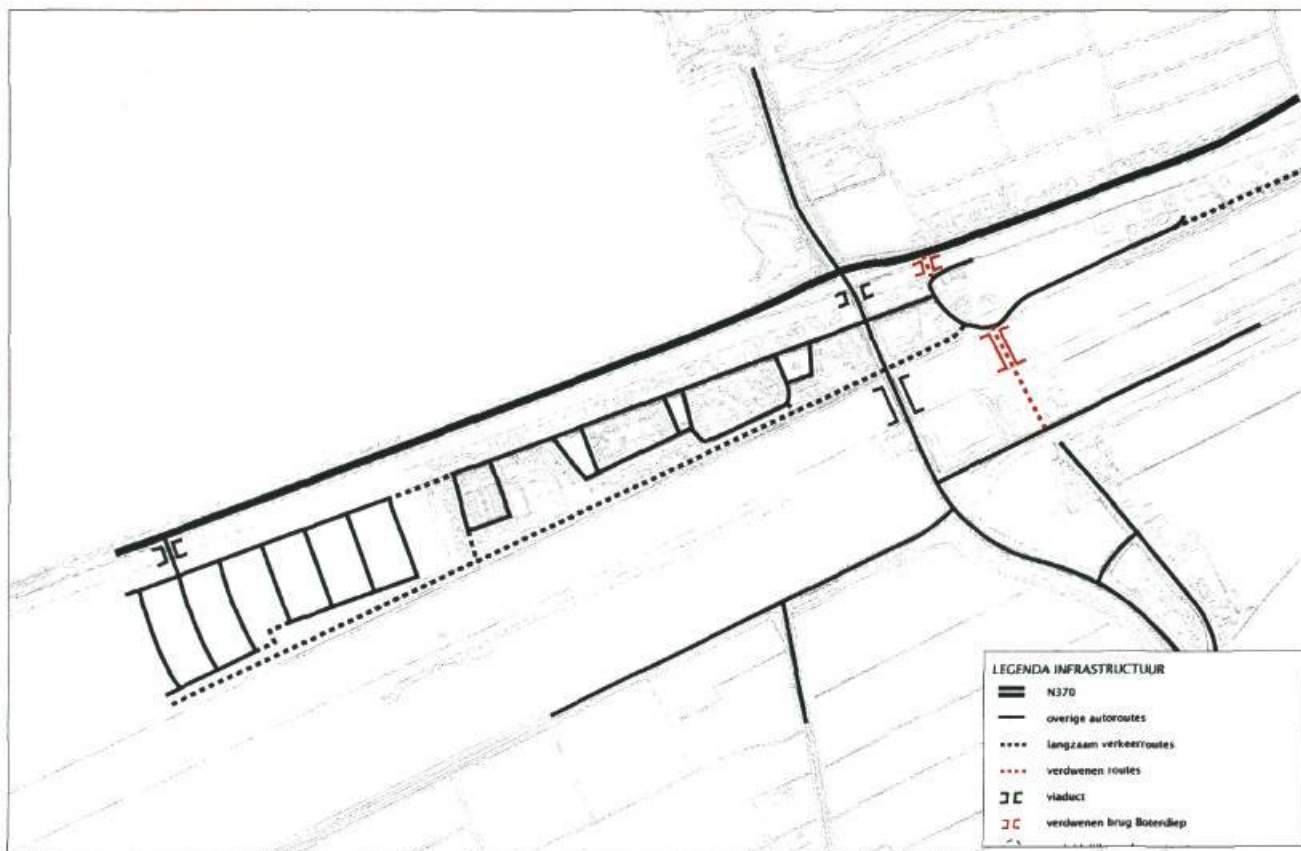 LEGENDA INFRASTRUCTUUR
N370
overige autoroutes
langzaam verkeerroutes
verdwenen routes
viaduct
verdwenen brug Boterdiep